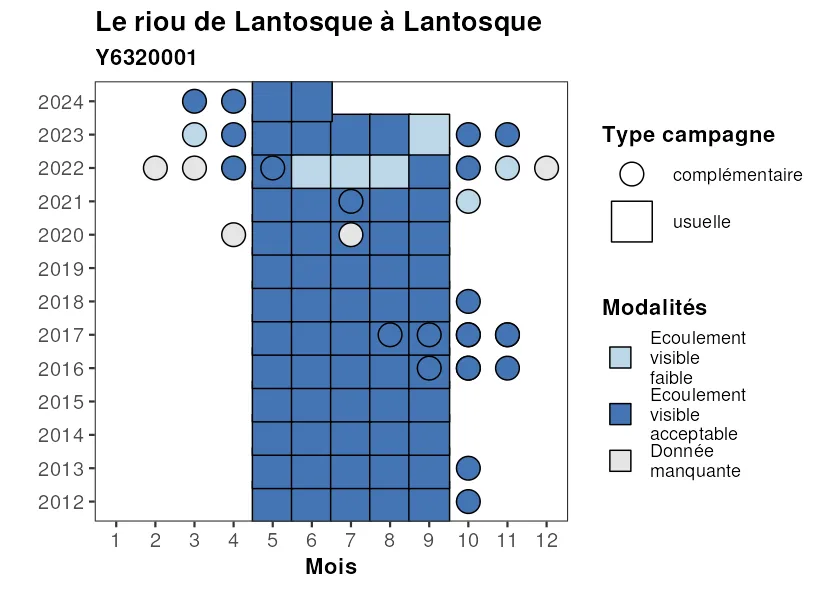 Le riou de Lantosque à Lantosque
Y6320001
2024
2023
2022
2021
2020
2019
2018
2017
2016
2015
2014
2013
2012
1 2 3 4 5 6 7 8 9 10 11 12
Mois
Type campagne
complémentaire
usuelle
Modalités
Ecoulement
visible
faible
Ecoulement
visible
acceptable
Donnée
manquante